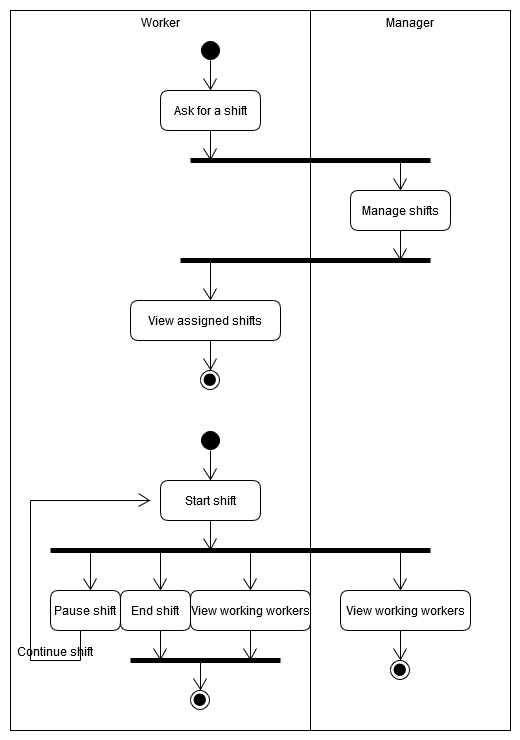 Worker
Manager
Ask for a shift
Manage shifts
View assigned shifts
Start shift
Pause shift
End shift
View working workers
View working workers
Continue shift